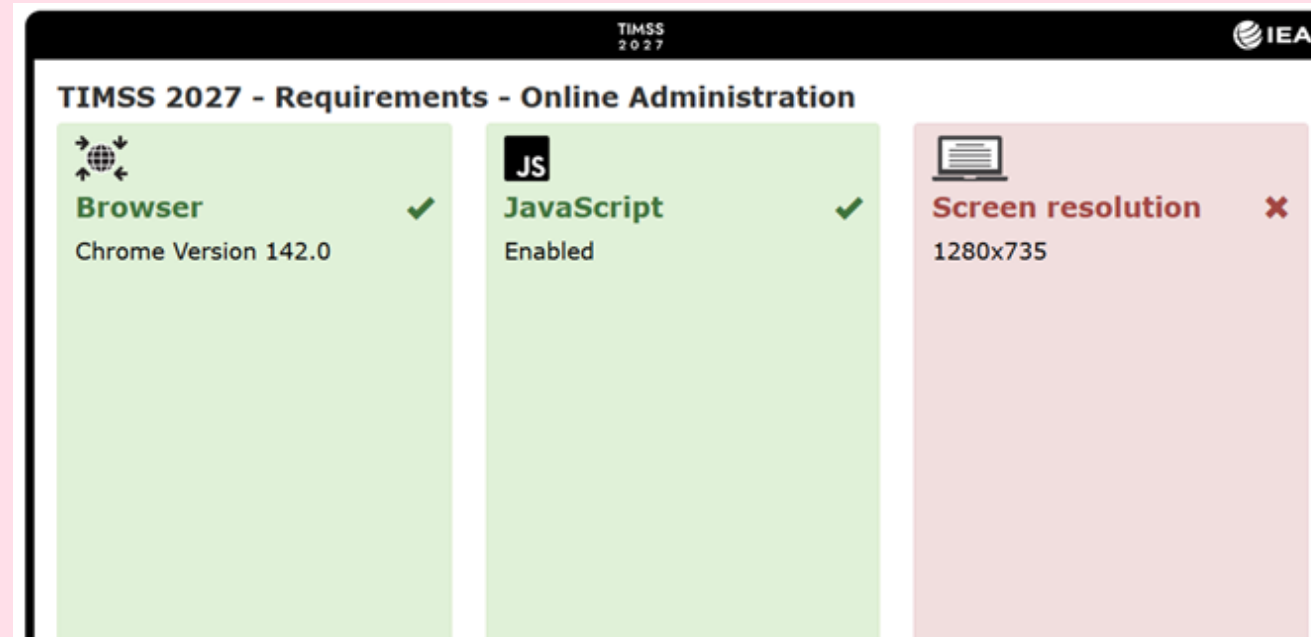 TIMSS
2027
IEA
TIMSS 2027 - Requirements - Online Administration
JS
Browser
Chrome Version 142.0
JavaScript
Enabled
Screen resolution
1280x735